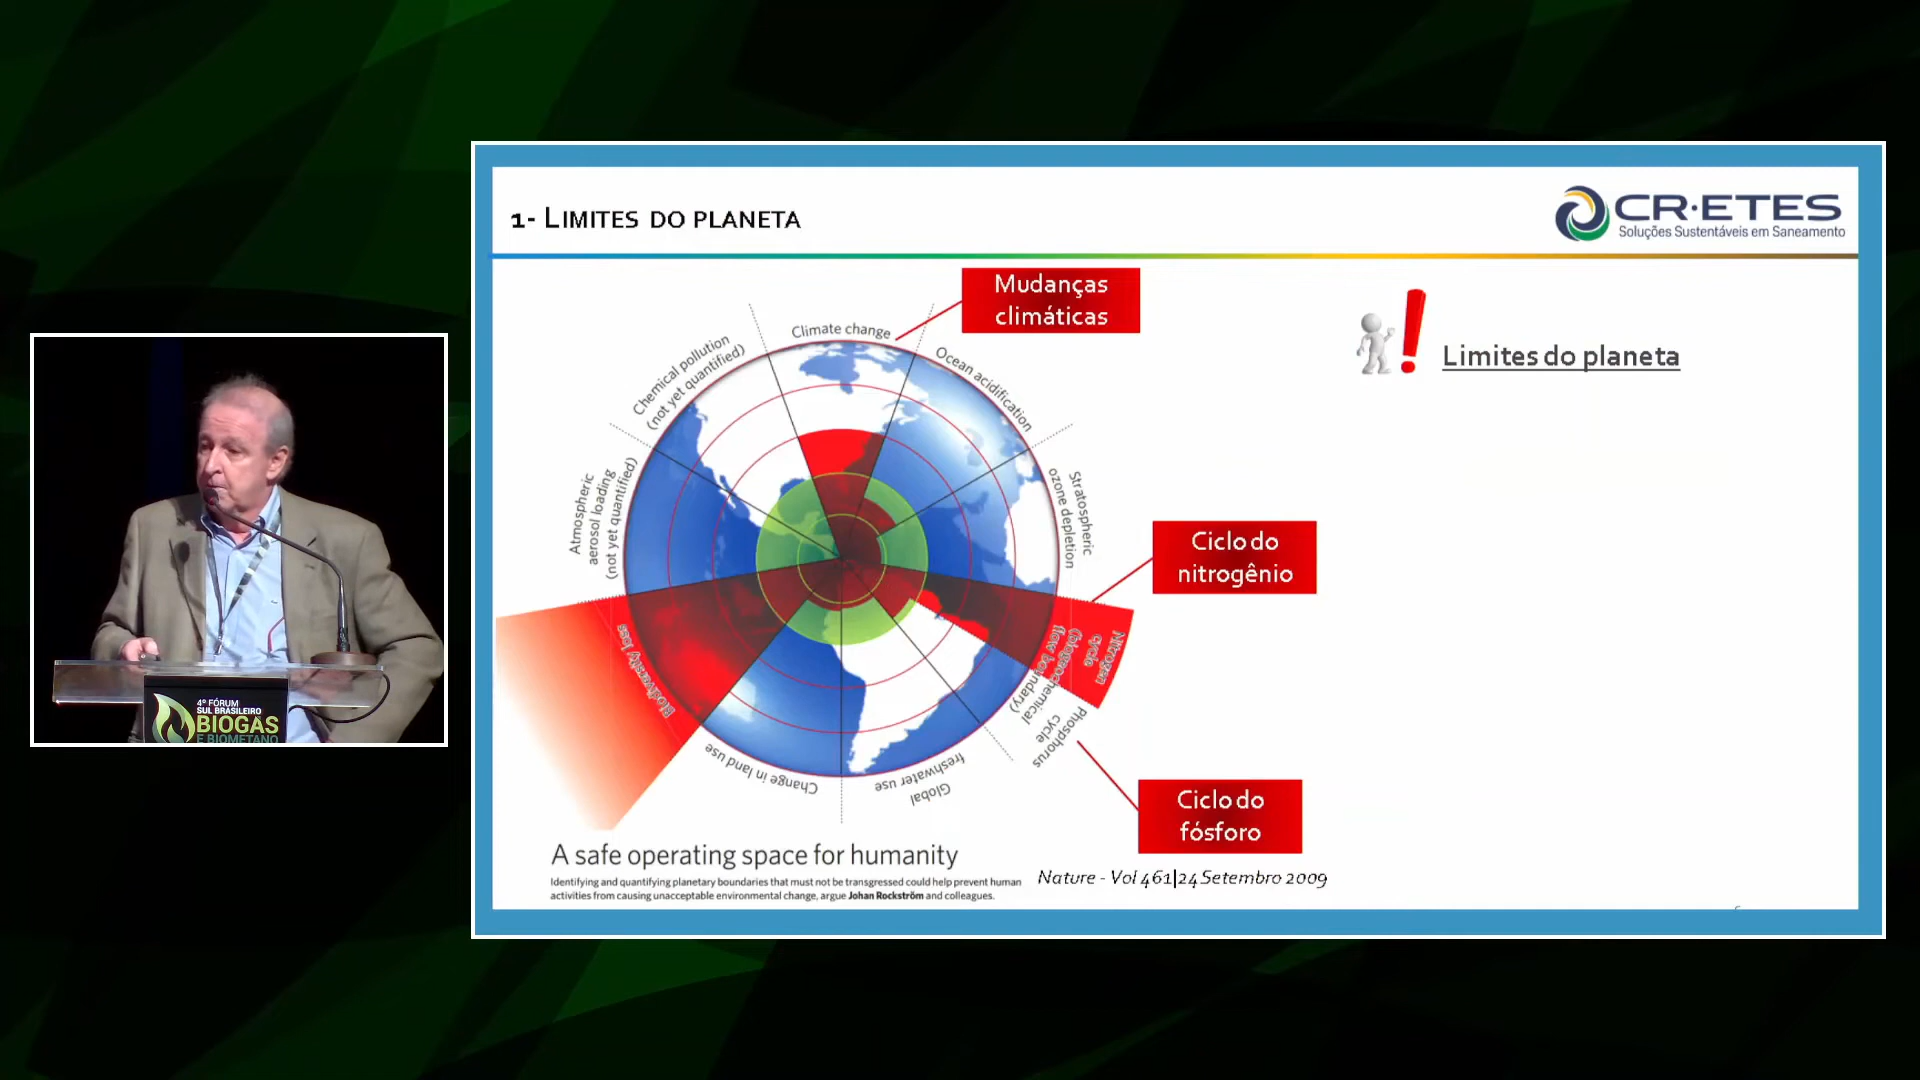 1- LIMITES DO PLANETA
CR·ETES
Soluções Sustentáveis em Saneamento
Mudanças
climáticas
Limites do planeta
Climate change
Ocean acidification
Stratospheric
ozone depletion
Nitrogen
cycle
(biogeochemical
flow boundary)
Phosphorus
cycle
Global
freshwater use
Change in land use
Biodiversity loss
Atmospheric
aerosol loading
(not yet quantified)
Chemical pollution
(not yet quantified)
Ciclo do
nitrogênio
Ciclo do
fósforo
A safe operating space for humanity
Identifying and quantifying planetary boundaries that must not be transgressed could help prevent human
activities from causing unacceptable environmental change, argue Johan Rockström and colleagues.
Nature - Vol 461|24 Setembro 2009
4º FÓRUM
SUL BRASILEIRO
BIOGÁS
E BIOMETANO